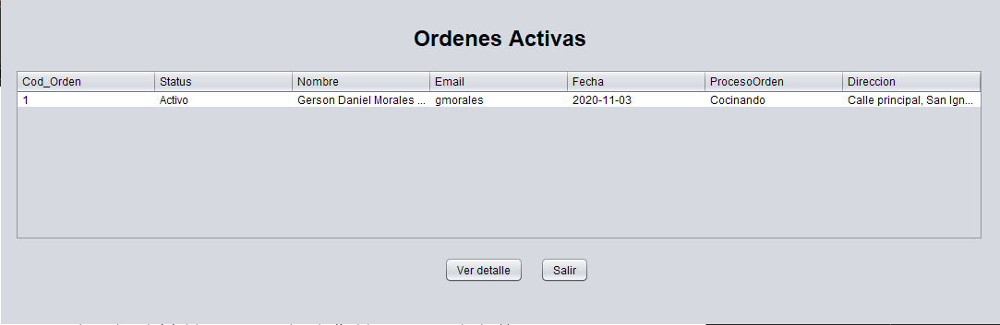 Ordenes Activas
Cod_Orden Status Nombre Email Fecha ProcesoOrden Direccion
1 Activo Gerson Daniel Morales ... gmorales 2020-11-03 Cocinando Calle principal, San Ign...
Ver detalle Salir